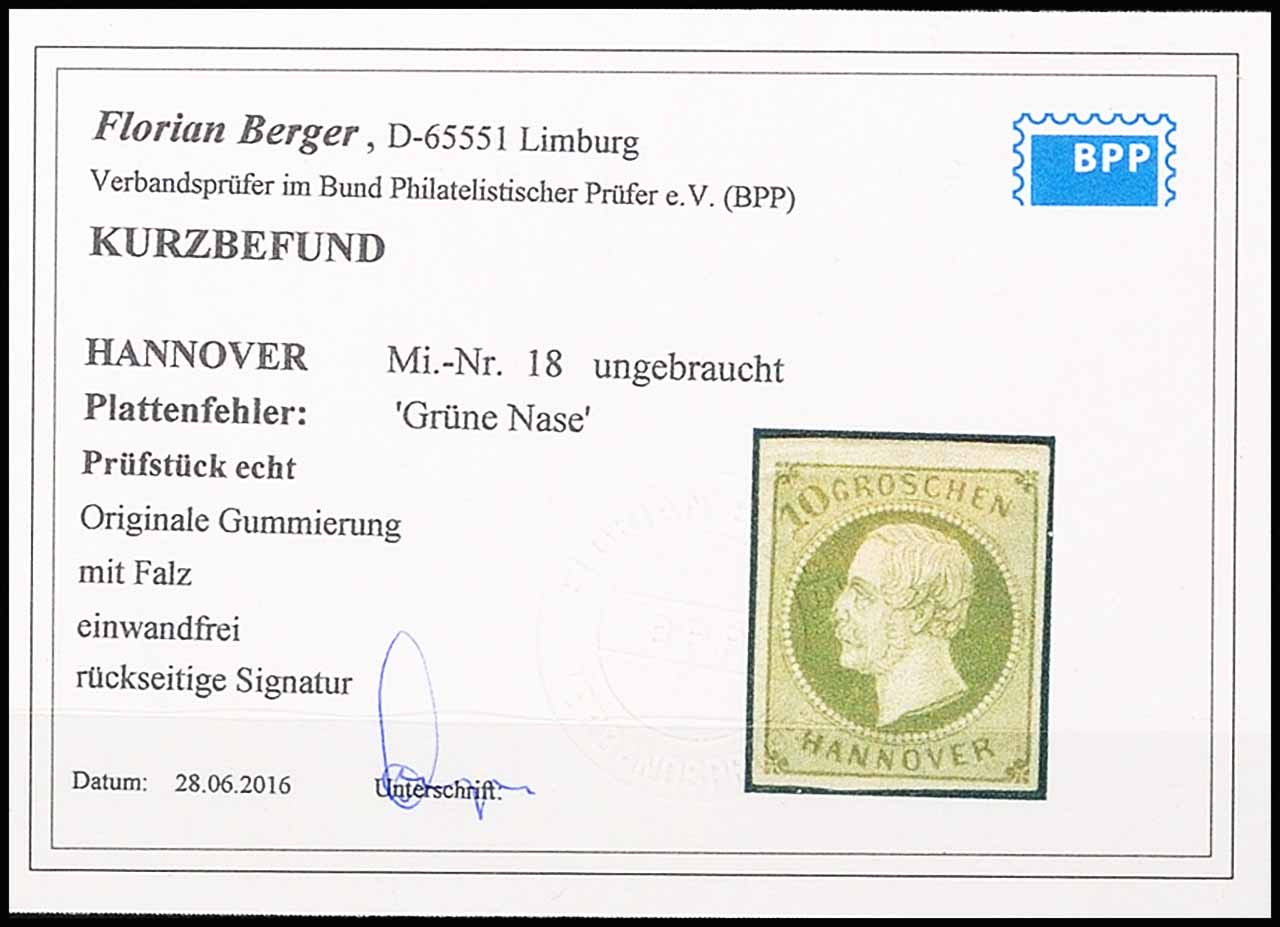 Florian Berger, D-65551 Limburg
BPP
Verbandsprüfer im Bund Philatelistischer Prüfer e.V. (BPP)
KURZBEFUND
HANNOVER Mi.-Nr. 18 ungebraucht
Plattenfehler: 'Grüne Nase'
Prüfstück echt
Originale Gummierung
mit Falz
einwandfrei
rückseitige Signatur
Datum: 28.06.2016 Unterschrift:
10 GROSCHEN
HANNOVER